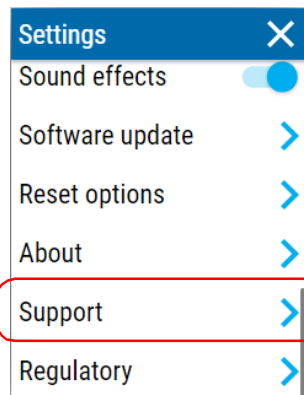 Settings
Sound effects
Software update
Reset options
About
Support
Regulatory